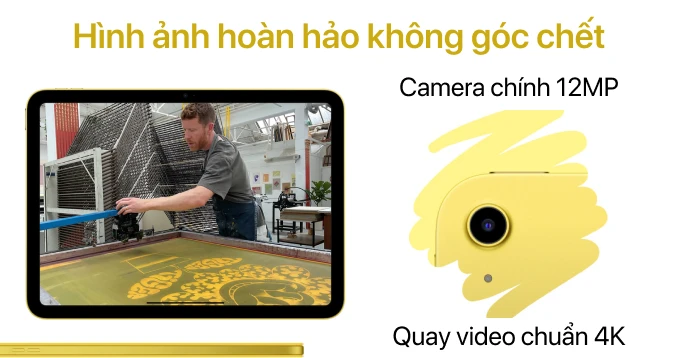 Hình ảnh hoàn hảo không góc chết
Camera chính 12MP
Quay video chuẩn 4K